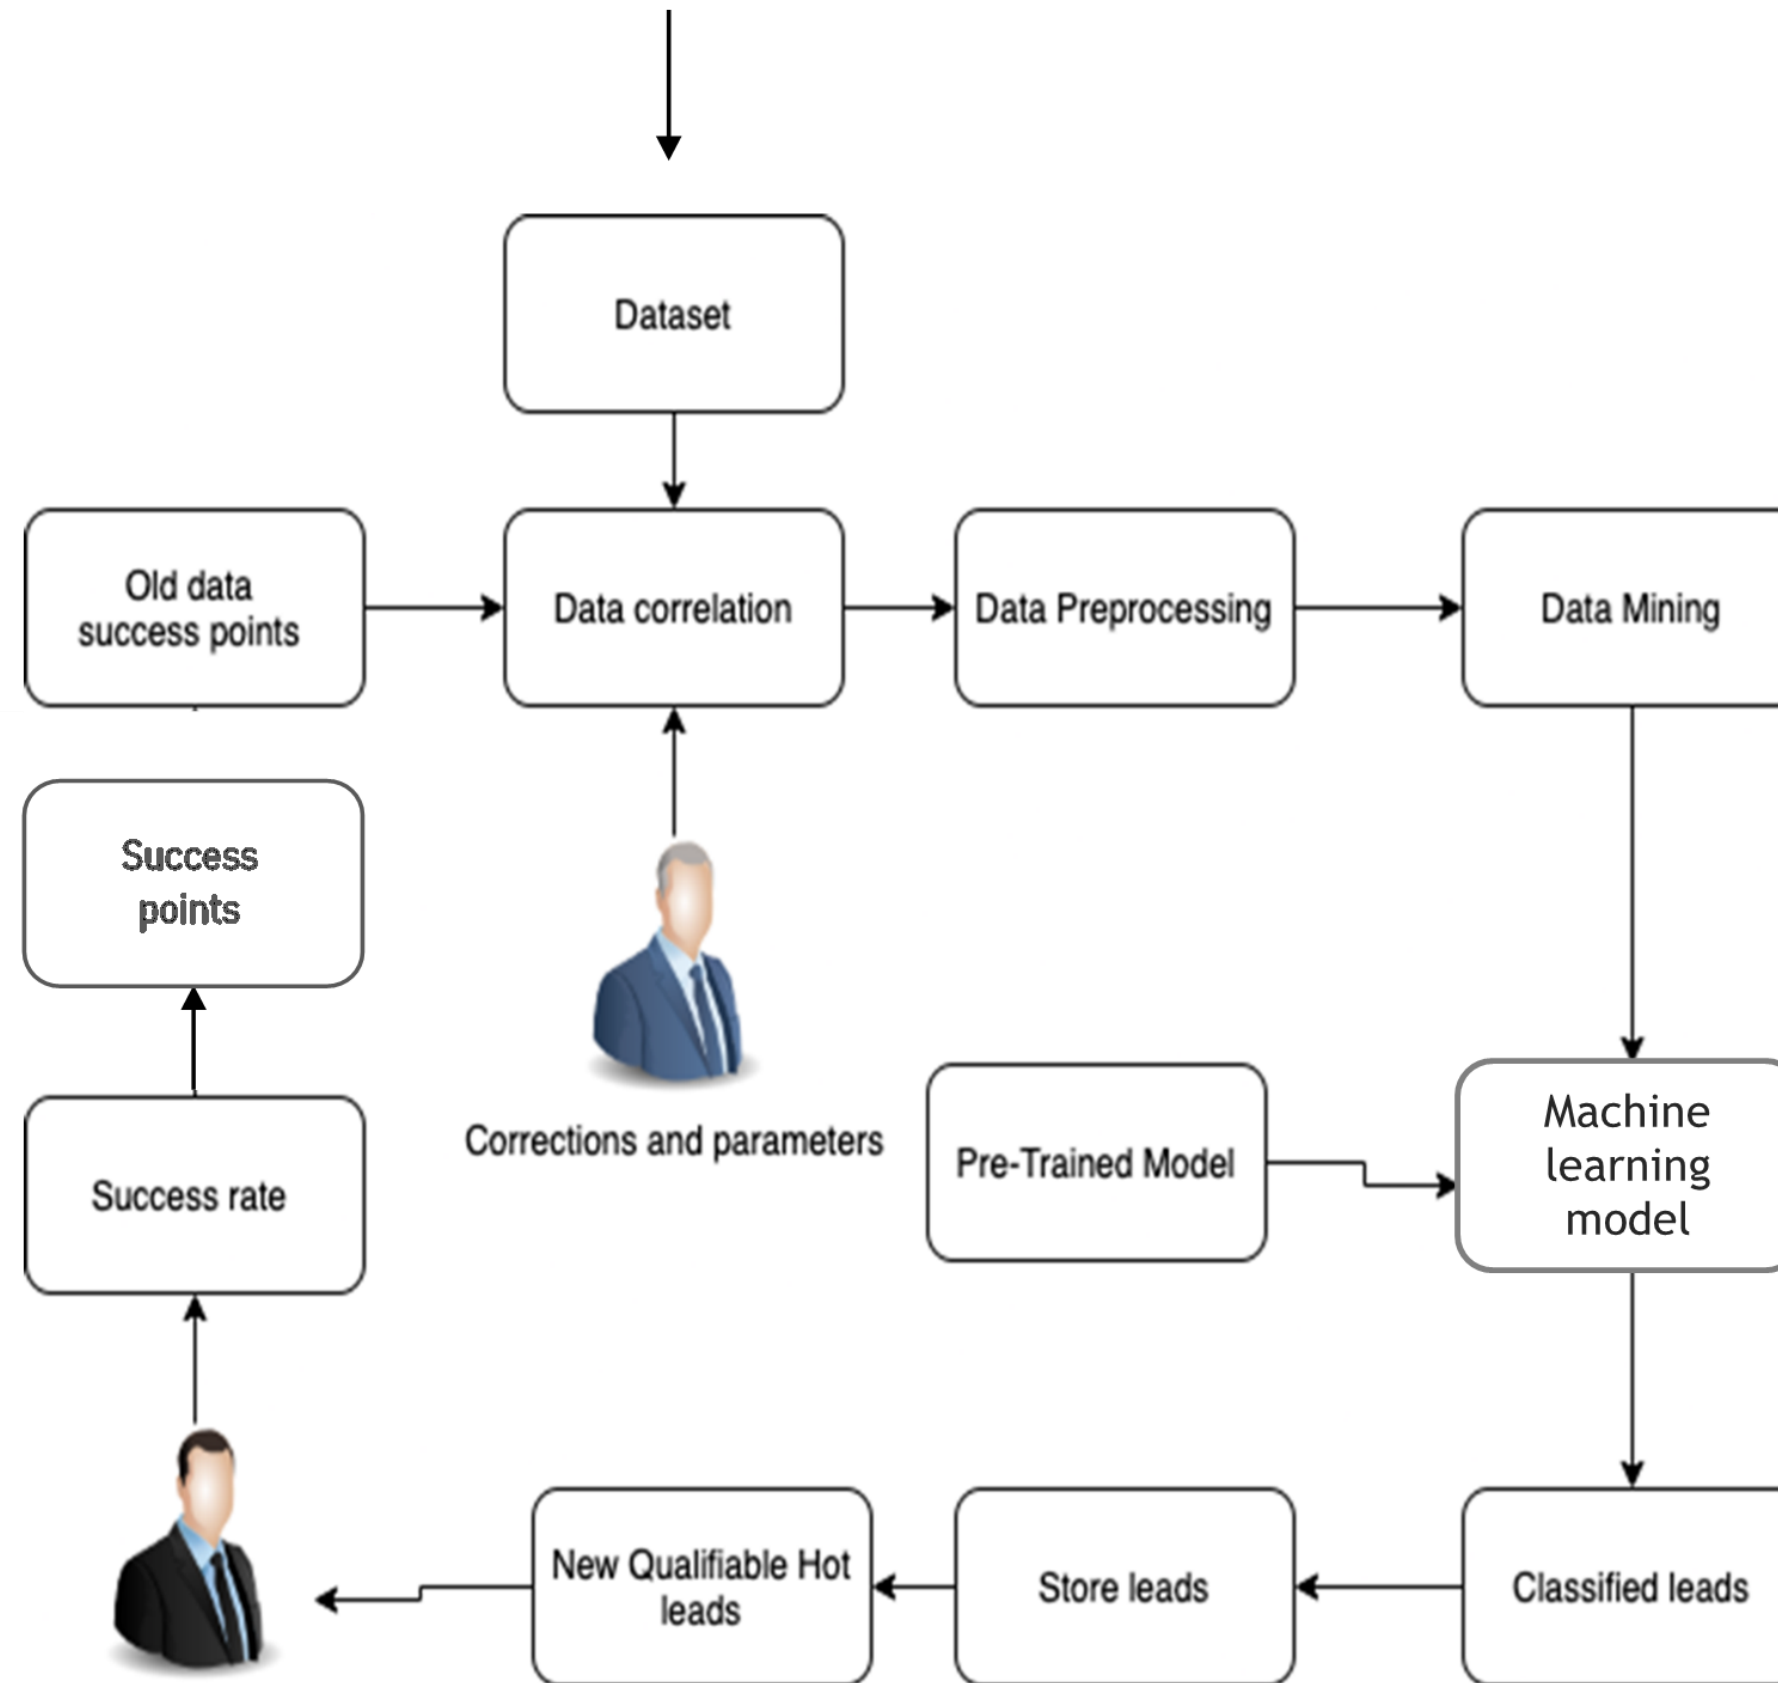 Dataset
Old data
success points
Data correlation
Data Preprocessing
Data Mining
Success
points
Corrections and parameters
Pre-Trained Model
Machine
learning
model
Success rate
New Qualifiable Hot
leads
Store leads
Classified leads